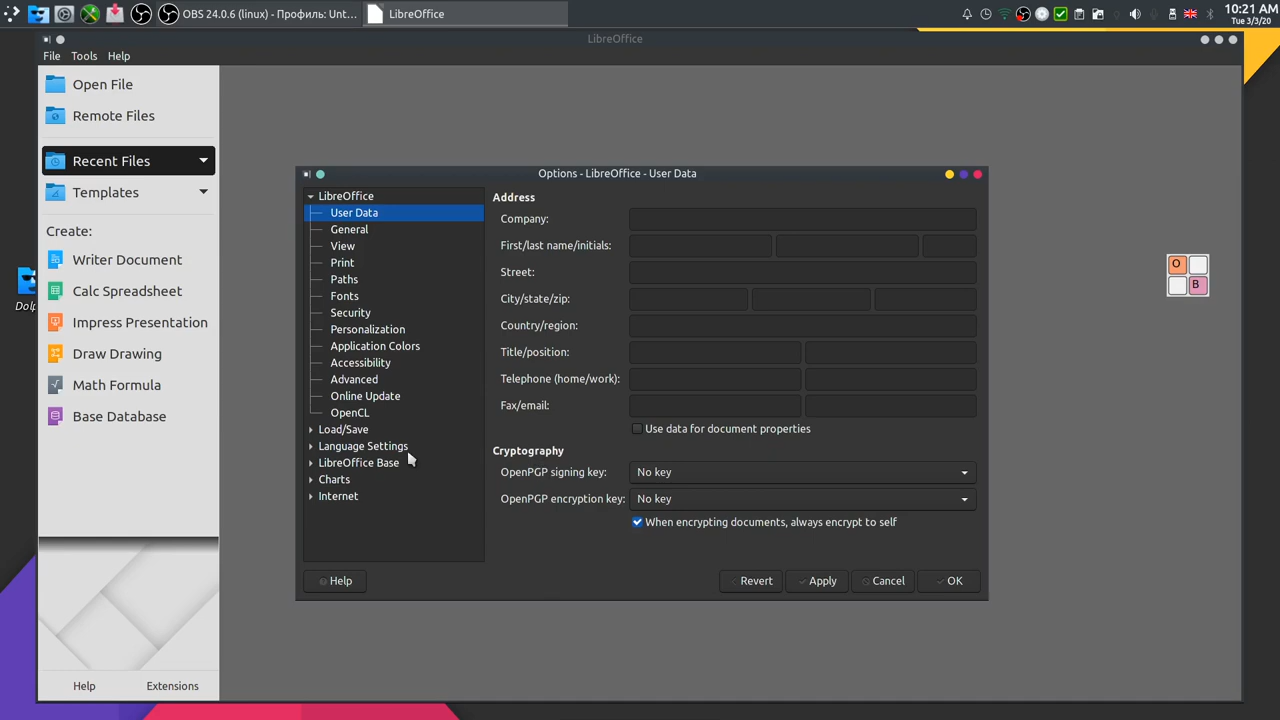 OBS 24.0.6 (linux) - Профиль: Unt...
LibreOffice
10:21 AM
Tue 3/3/20
LibreOffice
File Tools Help
Open File
Remote Files
Recent Files
Templates
Create:
Writer Document
Calc Spreadsheet
Impress Presentation
Draw Drawing
Math Formula
Base Database
Help
Extensions
Dolp
Options - LibreOffice - User Data
LibreOffice
User Data
General
View
Print
Paths
Fonts
Security
Personalization
Application Colors
Accessibility
Advanced
Online Update
OpenCL
Load/Save
Language Settings
LibreOffice Base
Charts
Internet
Address
Company:
First/last name/initials:
Street:
City/state/zip:
Country/region:
Title/position:
Telephone (home/work):
Fax/email:
Use data for document properties
Cryptography
OpenPGP signing key: No key
OpenPGP encryption key: No key
When encrypting documents, always encrypt to self
Help
Revert
Apply
Cancel
OK
O
B